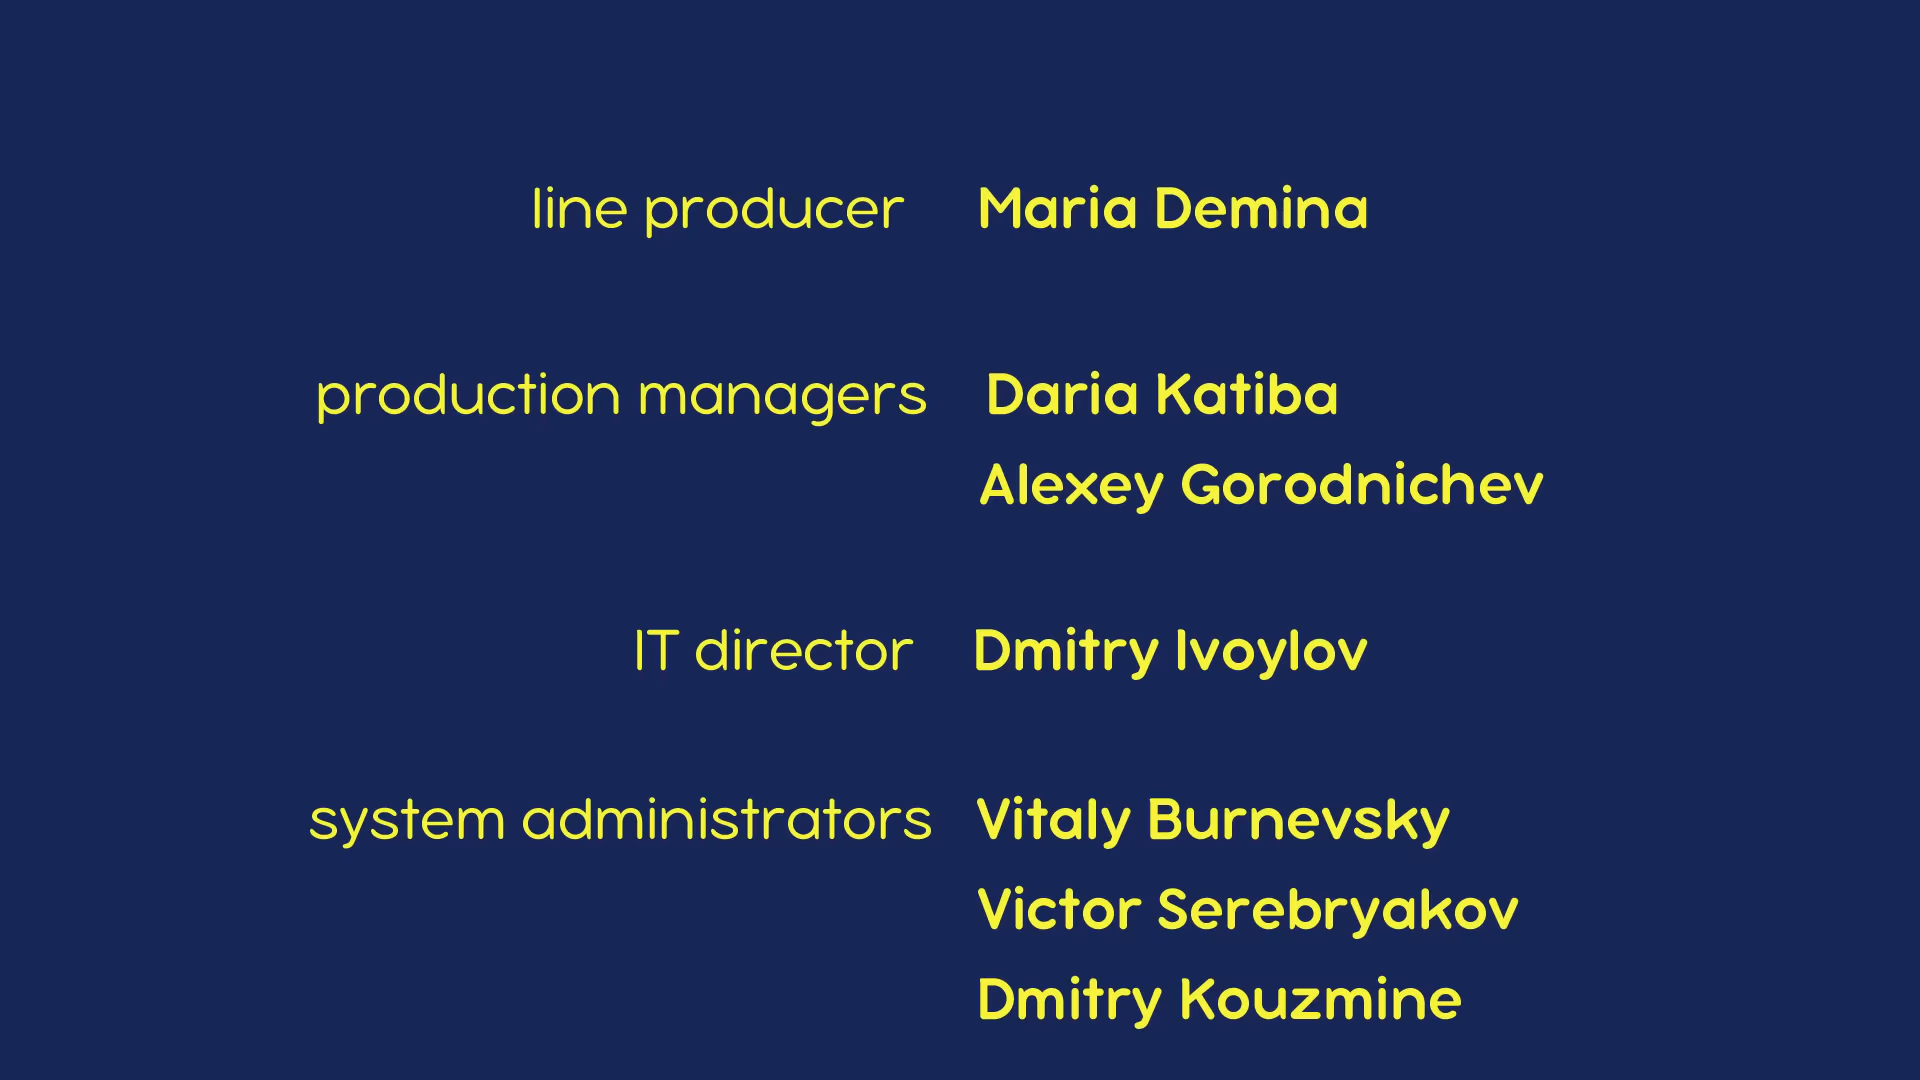 line producer Maria Demina
production managers Daria Katiba
Alexey Gorodnichev
IT director Dmitry Ivoylov
system administrators Vitaly Burnevsky
Victor Serebryakov
Dmitry Kouzmine